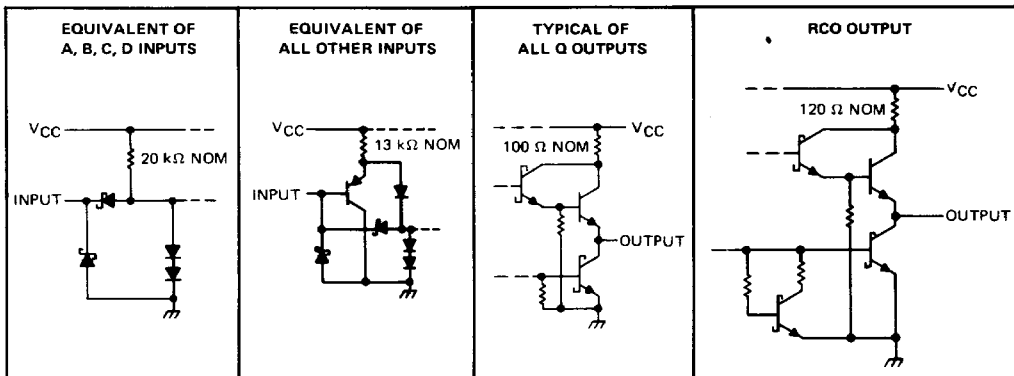 EQUIVALENT OF
A, B, C, D INPUTS
VCC
20 kΩ NOM
INPUT
EQUIVALENT OF
ALL OTHER INPUTS
VCC
13 kΩ NOM
INPUT
TYPICAL OF
ALL Q OUTPUTS
VCC
100 Ω NOM
OUTPUT
RCO OUTPUT
VCC
120 Ω NOM
OUTPUT